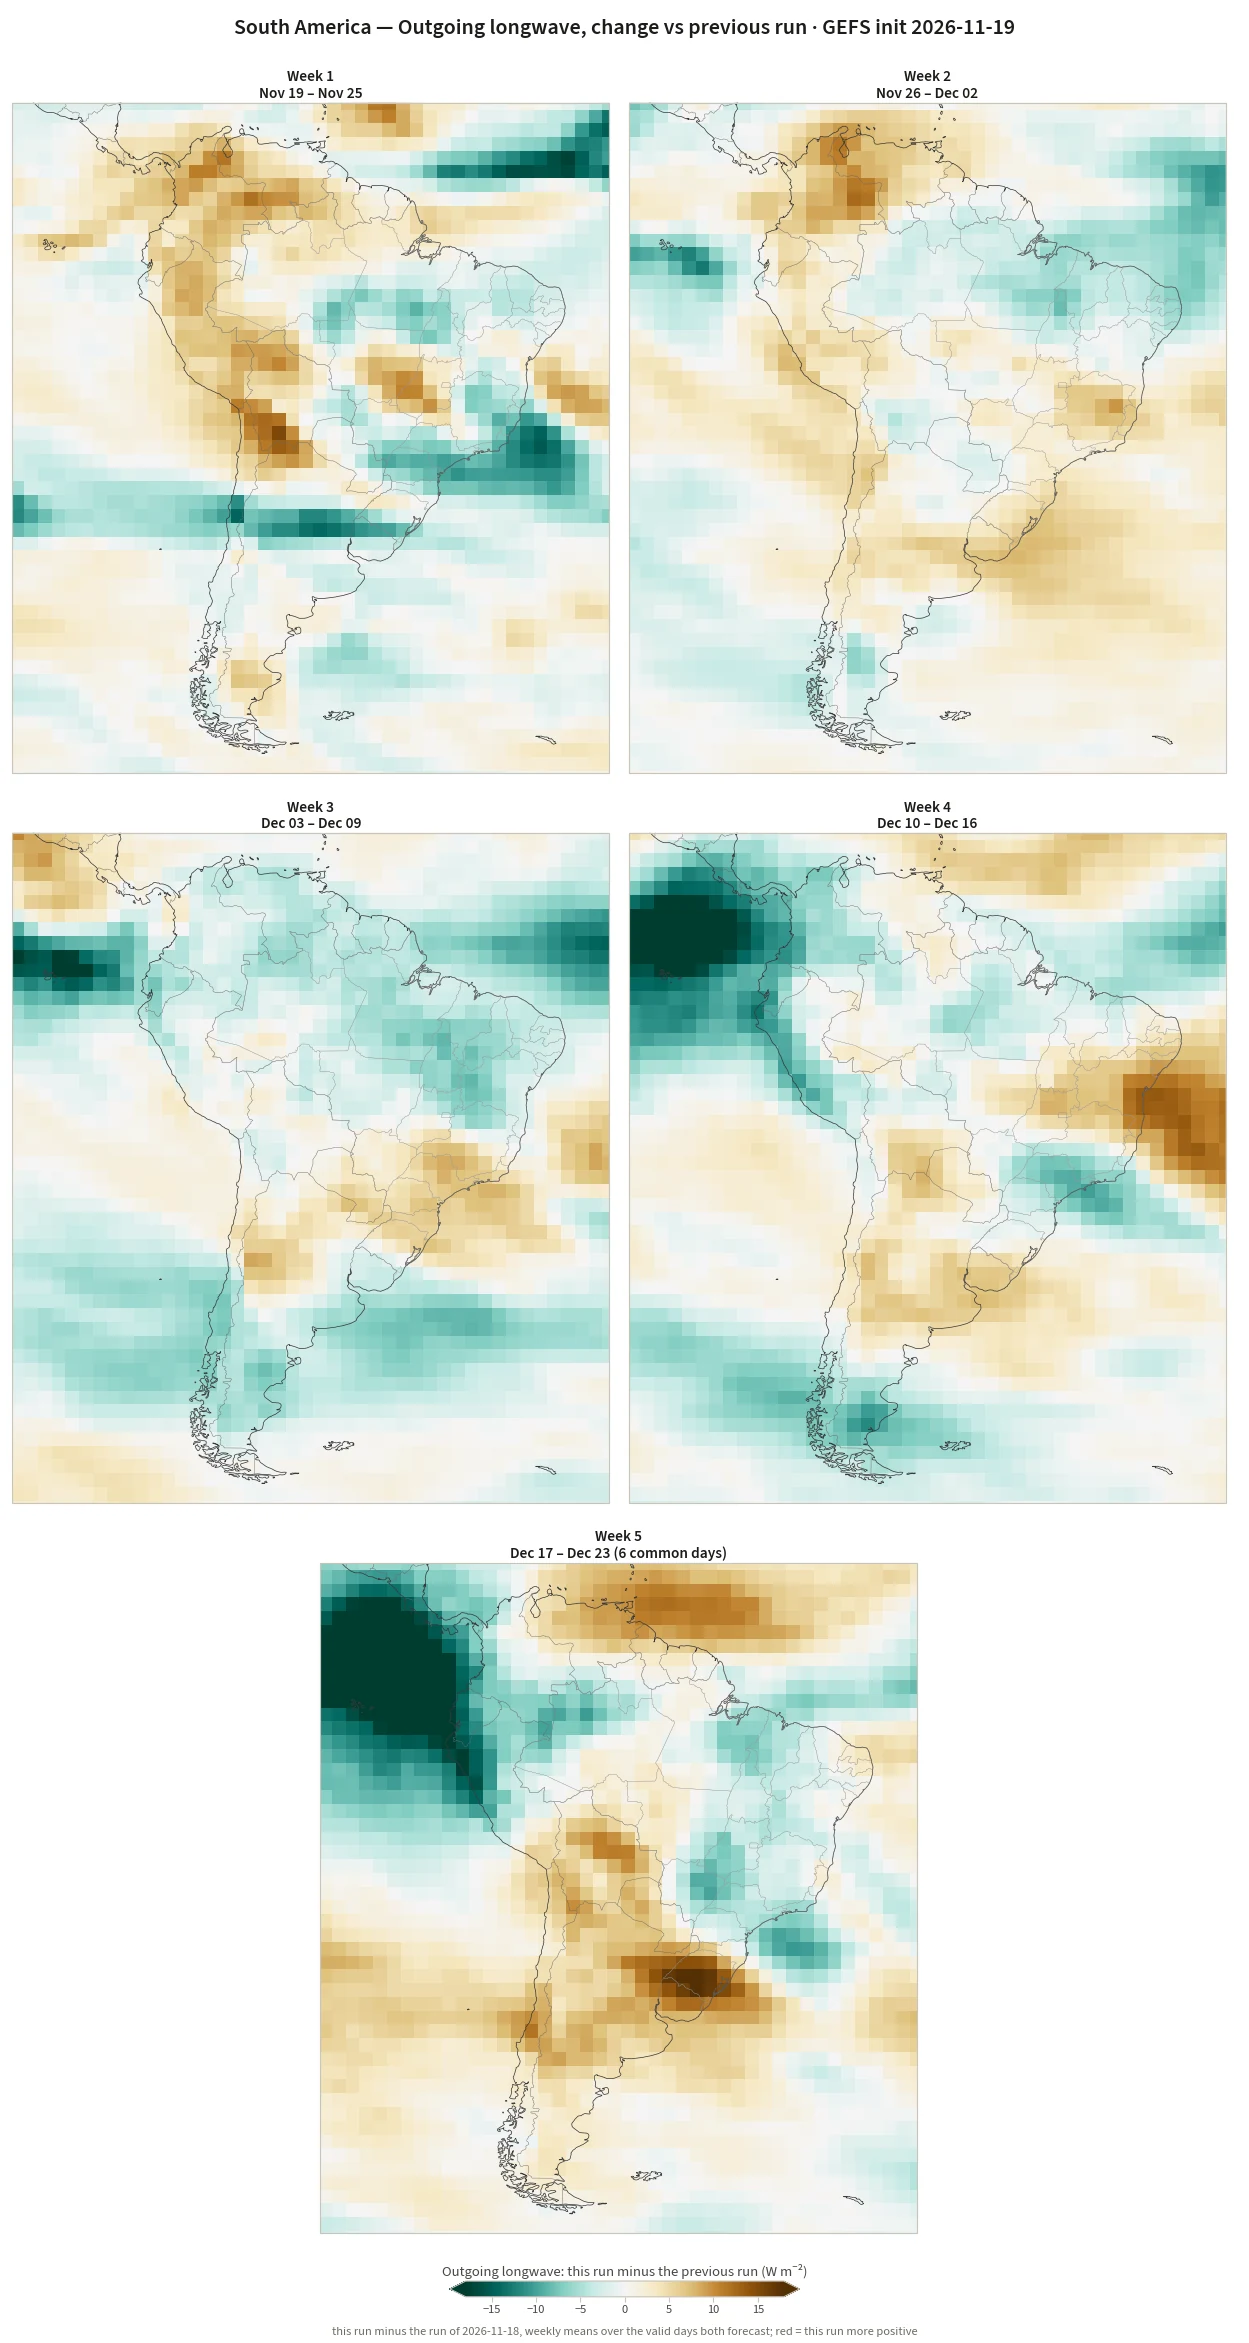 South America — Outgoing longwave, change vs previous run · GEFS init 2026-11-19
Week 1
Nov 19 – Nov 25
Week 2
Nov 26 – Dec 02
Week 3
Dec 03 – Dec 09
Week 4
Dec 10 – Dec 16
Week 5
Dec 17 – Dec 23 (6 common days)
Outgoing longwave: this run minus the previous run (W m⁻²)
−15 −10 −5 0 5 10 15
this run minus the run of 2026-11-18, weekly means over the valid days both forecast; red = this run more positive